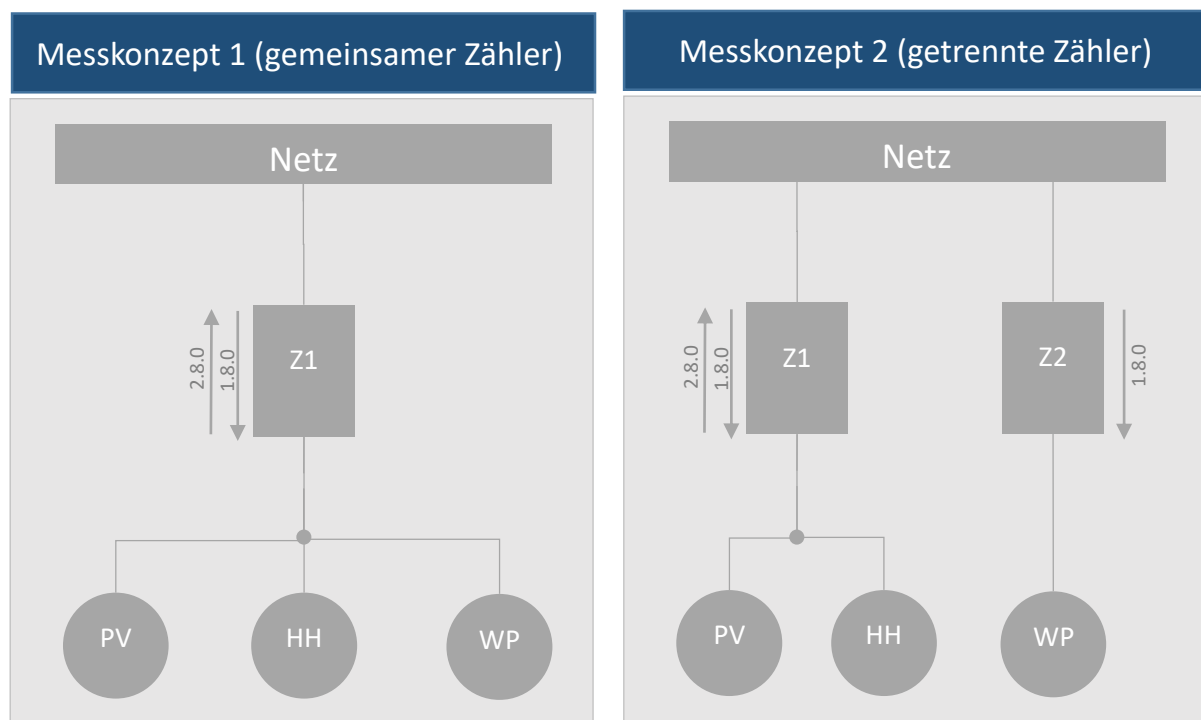 Messkonzept 1 (gemeinsamer Zähler)
Netz
2.8.0
1.8.0
Z1
PV
HH
WP
Messkonzept 2 (getrennte Zähler)
Netz
2.8.0
1.8.0
Z1
Z2
1.8.0
PV
HH
WP